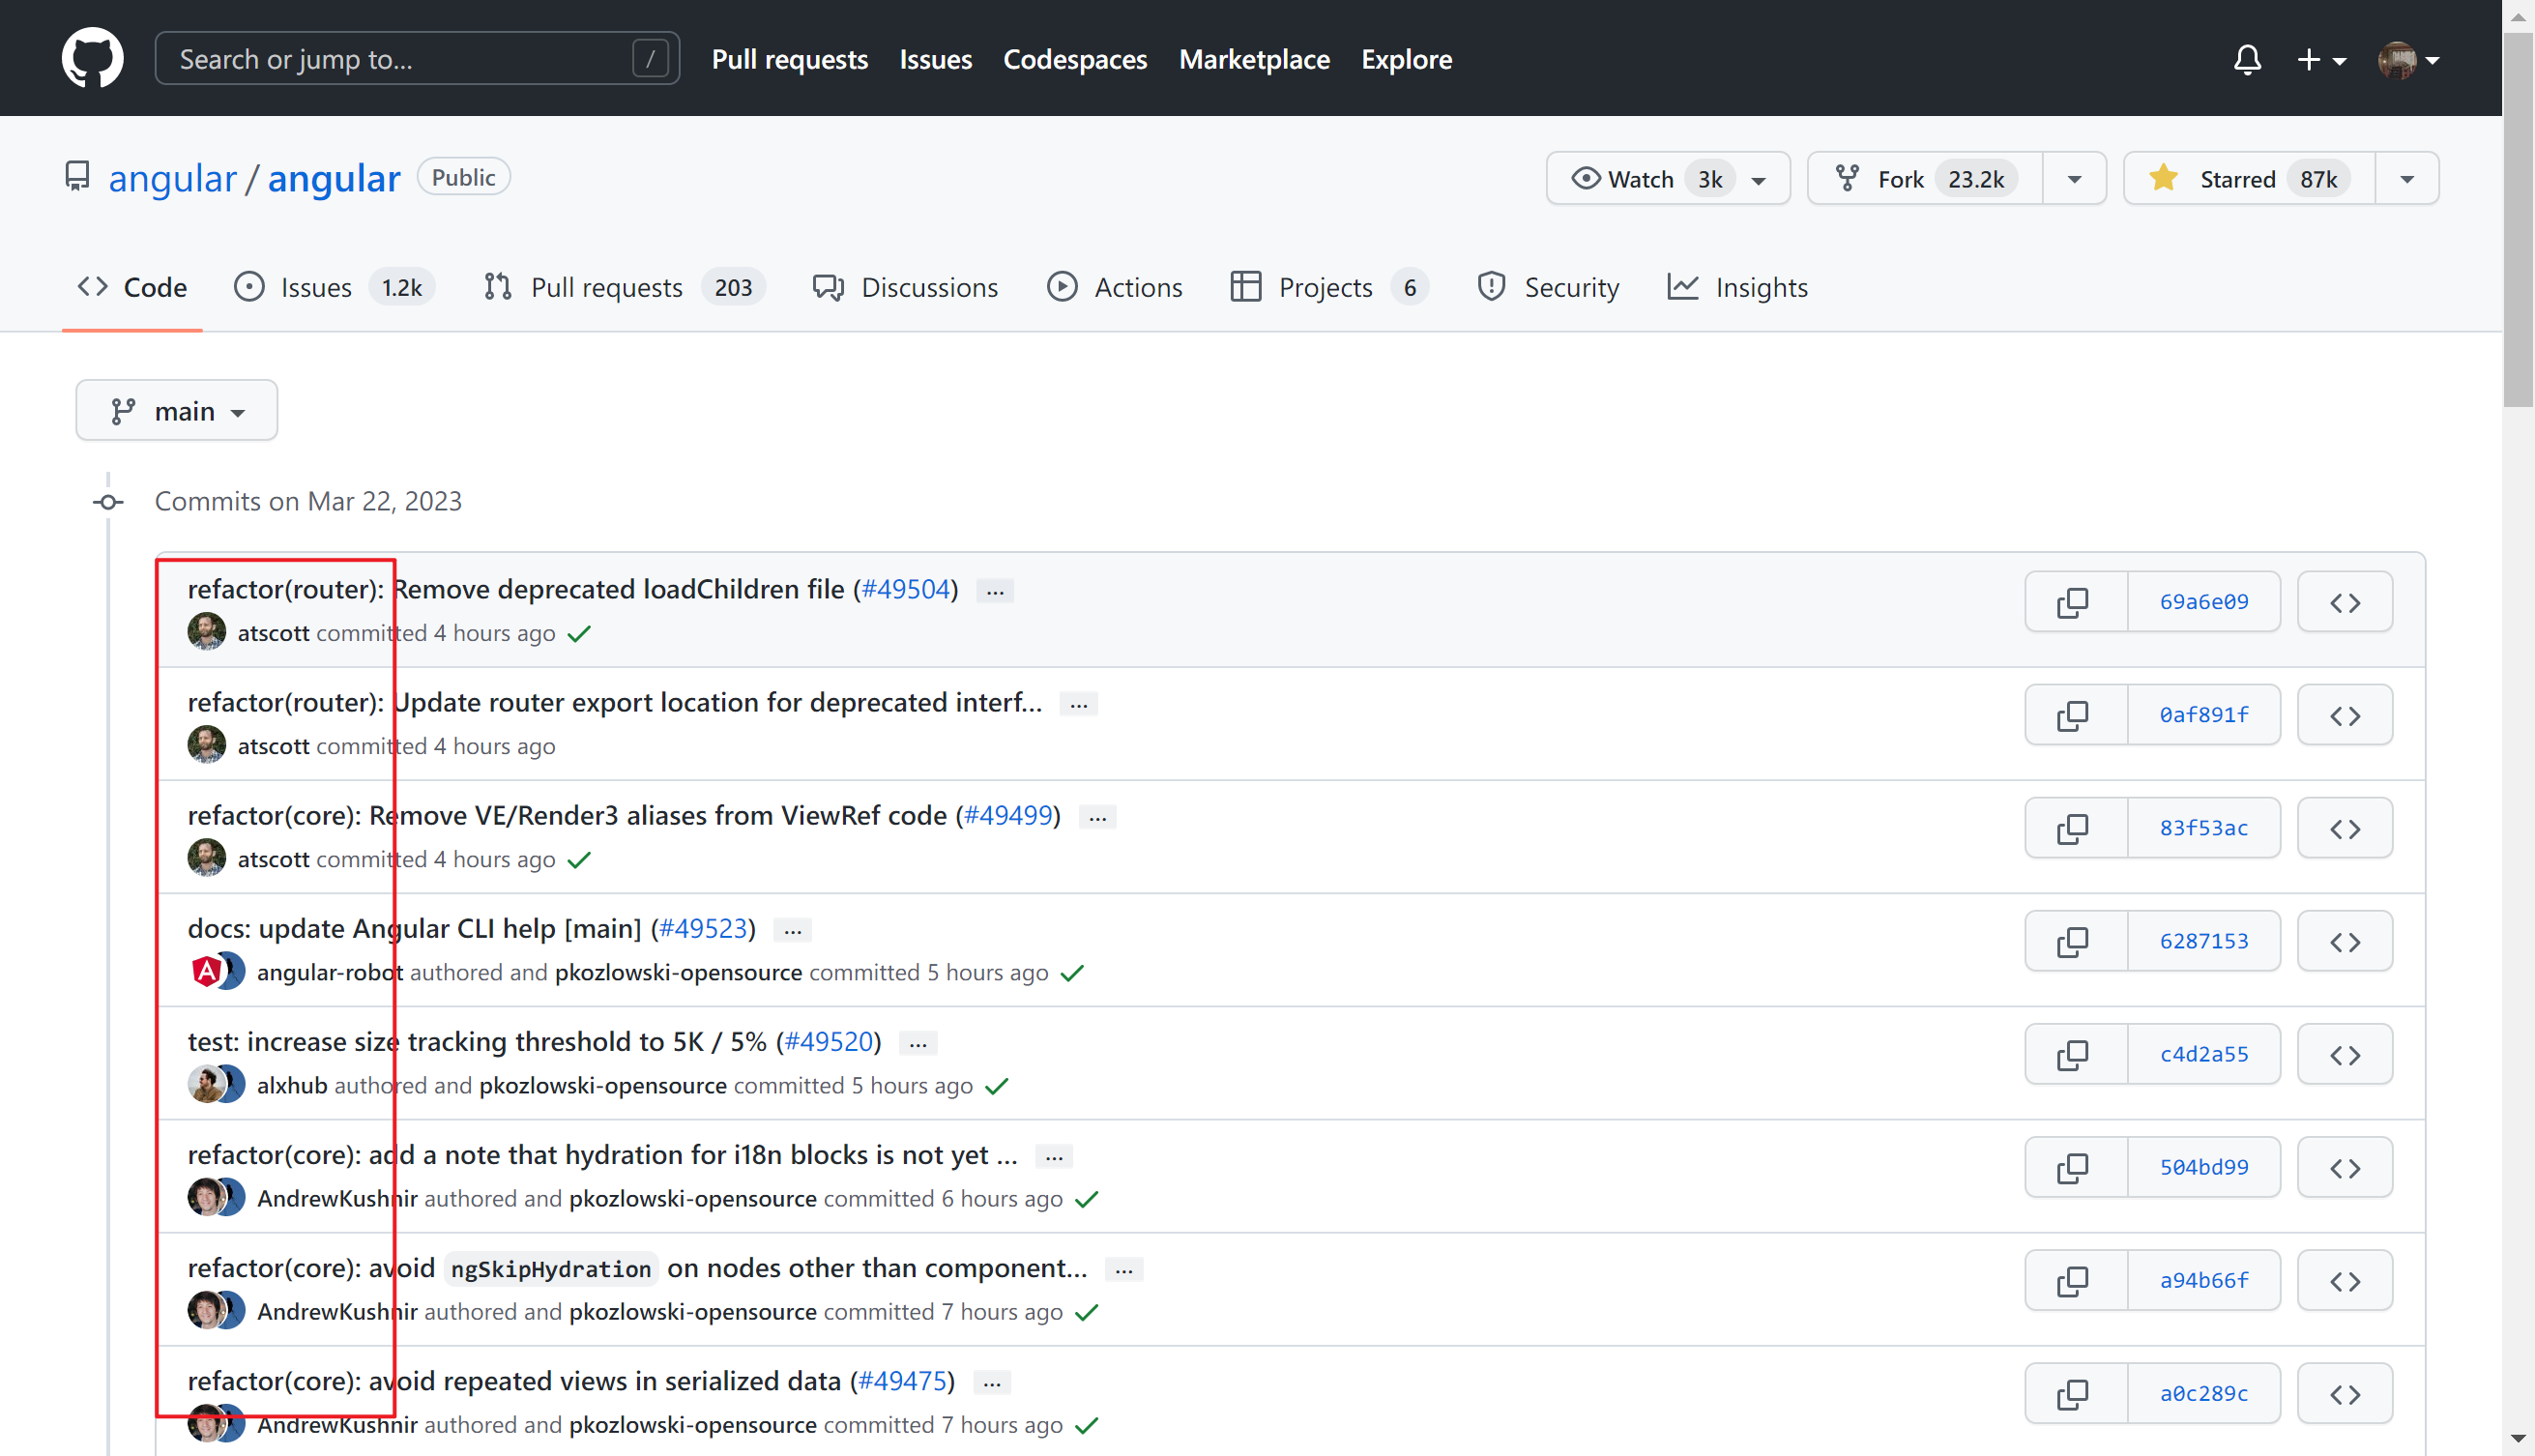 Search or jump to... /
Pull requests Issues Codespaces Marketplace Explore
angular / angular Public
Watch 3k Fork 23.2k Starred 87k
Code Issues 1.2k Pull requests 203 Discussions Actions Projects 6 Security Insights
main
Commits on Mar 22, 2023
refactor(router): Remove deprecated loadChildren file (#49504) ... 69a6e09
atscott committed 4 hours ago
refactor(router): Update router export location for deprecated interf... ... 0af891f
atscott committed 4 hours ago
refactor(core): Remove VE/Render3 aliases from ViewRef code (#49499) ... 83f53ac
atscott committed 4 hours ago
docs: update Angular CLI help [main] (#49523) ... 6287153
angular-robot authored and pkozlowski-opensource committed 5 hours ago
test: increase size tracking threshold to 5K / 5% (#49520) ... c4d2a55
alxhub authored and pkozlowski-opensource committed 5 hours ago
refactor(core): add a note that hydration for i18n blocks is not yet ... ... 504bd99
AndrewKushnir authored and pkozlowski-opensource committed 6 hours ago
refactor(core): avoid ngSkipHydration on nodes other than component... ... a94b66f
AndrewKushnir authored and pkozlowski-opensource committed 7 hours ago
refactor(core): avoid repeated views in serialized data (#49475) ... a0c289c
AndrewKushnir authored and pkozlowski-opensource committed 7 hours ago